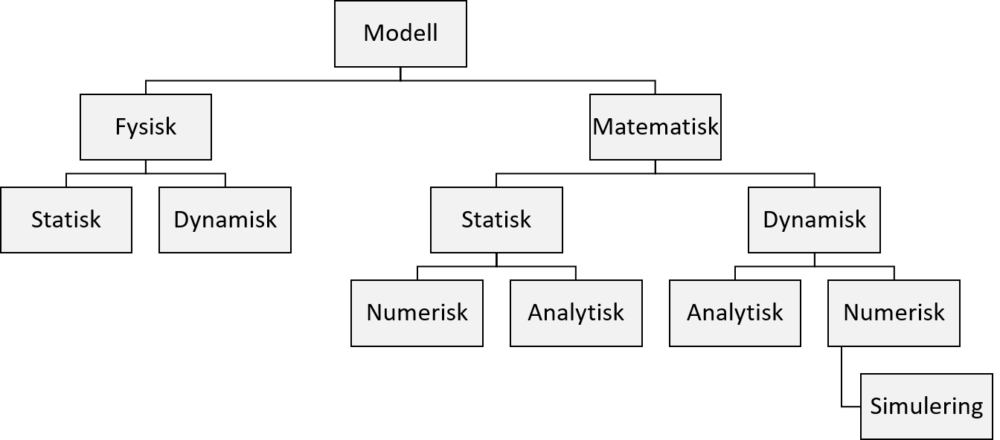 Modell
Fysisk
Matematisk
Statisk
Dynamisk
Statisk
Dynamisk
Numerisk
Analytisk
Analytisk
Numerisk
Simulering